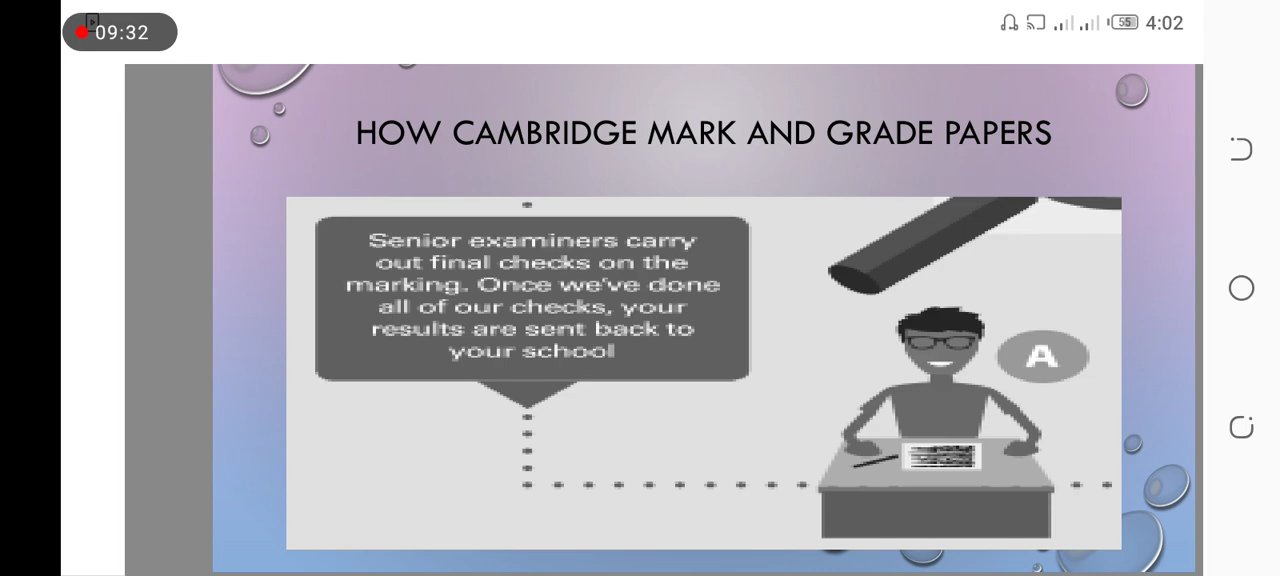 09:32
55 4:02
HOW CAMBRIDGE MARK AND GRADE PAPERS
Senior examiners carry
out final checks on the
marking. Once we've done
all of our checks, your
results are sent back to
your school
A